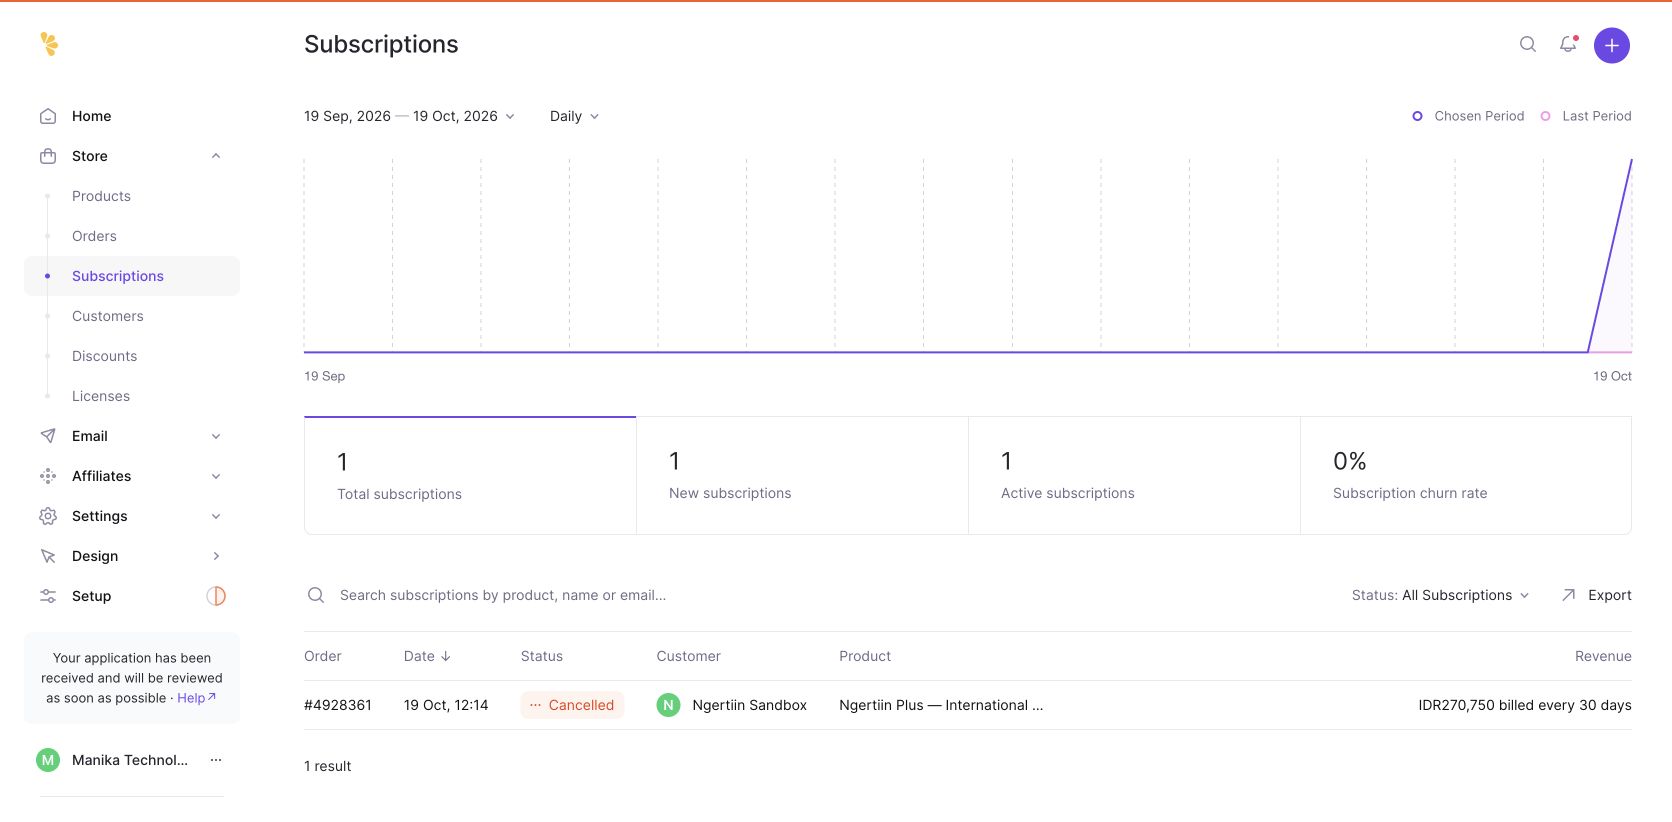 Subscriptions
Home
Store
Products
Orders
Subscriptions
Customers
Discounts
Licenses
Email
Affiliates
Settings
Design
Setup
Your application has been
received and will be reviewed
as soon as possible · Help↗
M Manika Technol... ···
19 Sep, 2026 — 19 Oct, 2026 Daily
Chosen Period Last Period
19 Sep 19 Oct
1
Total subscriptions
1
New subscriptions
1
Active subscriptions
0%
Subscription churn rate
Search subscriptions by product, name or email...
Status: All Subscriptions Export
Order Date ↓ Status Customer Product Revenue
#4928361 19 Oct, 12:14 ··· Cancelled N Ngertiin Sandbox Ngertiin Plus — International ... IDR270,750 billed every 30 days
1 result